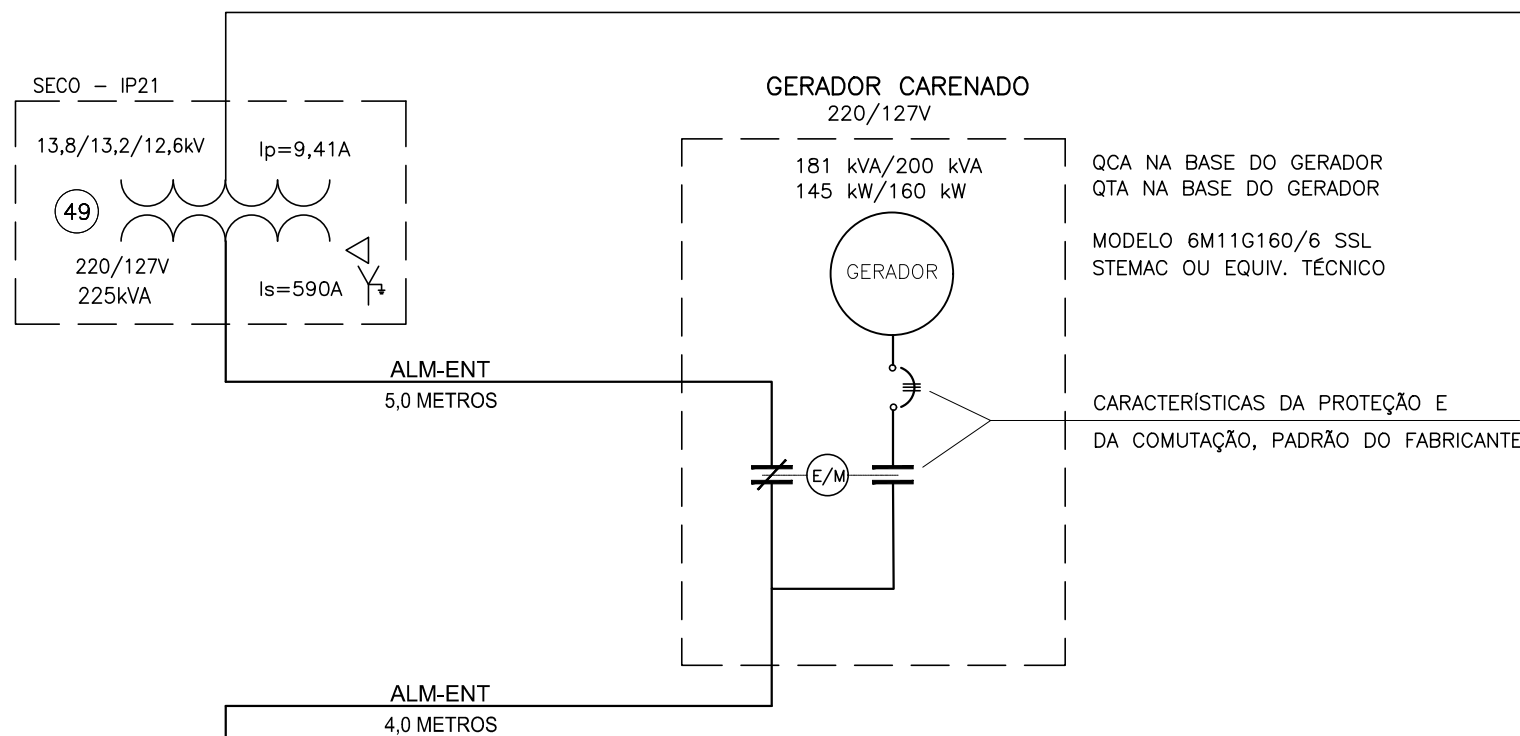 SECO – IP21
13,8/13,2/12,6kV
Ip=9,41A
49
220/127V
225kVA
Is=590A
GERADOR CARENADO
220/127V
181 kVA/200 kVA
145 kW/160 kW
GERADOR
QCA NA BASE DO GERADOR
QTA NA BASE DO GERADOR
MODELO 6M11G160/6 SSL
STEMAC OU EQUIV. TÉCNICO
ALM-ENT
5,0 METROS
CARACTERÍSTICAS DA PROTEÇÃO E
DA COMUTAÇÃO, PADRÃO DO FABRICANTE
E/M
ALM-ENT
4,0 METROS